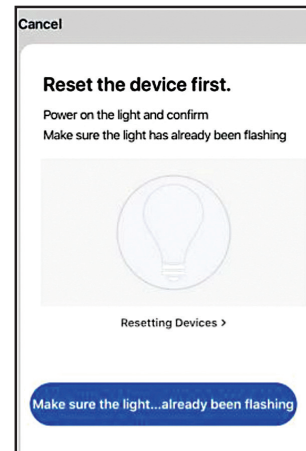 Cancel
Reset the device first.
Power on the light and confirm
Make sure the light has already been flashing
Resetting Devices >
Make sure the light...already been flashing